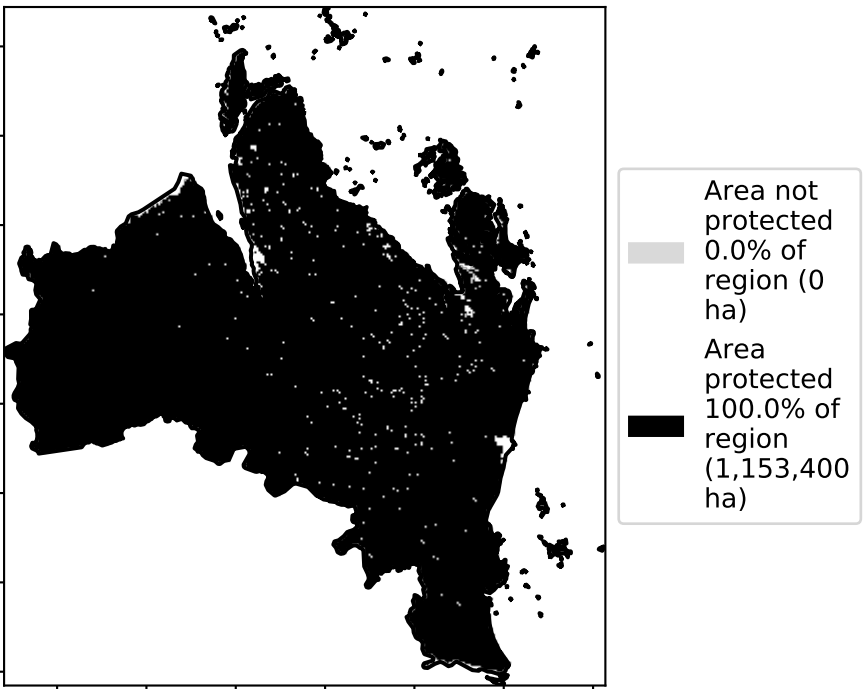 Area not
protected
0.0% of
region (0
ha)
Area
protected
100.0% of
region
(1,153,400
ha)